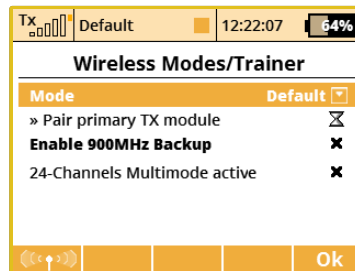 Tx Default 12:22:07 64%
Wireless Modes/Trainer
Mode Default
» Pair primary TX module
Enable 900MHz Backup
24-Channels Multimode active
Ok